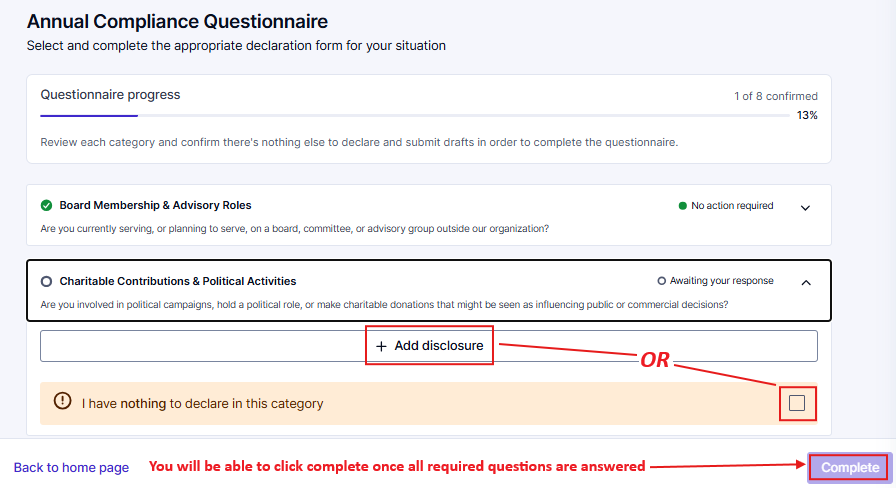 Annual Compliance Questionnaire
Select and complete the appropriate declaration form for your situation
Questionnaire progress
1 of 8 confirmed
13%
Review each category and confirm there's nothing else to declare and submit drafts in order to complete the questionnaire.
Board Membership & Advisory Roles
No action required
Are you currently serving, or planning to serve, on a board, committee, or advisory group outside our organization?
Charitable Contributions & Political Activities
Awaiting your response
Are you involved in political campaigns, hold a political role, or make charitable donations that might be seen as influencing public or commercial decisions?
+ Add disclosure
OR
I have nothing to declare in this category
Back to home page
You will be able to click complete once all required questions are answered
Complete